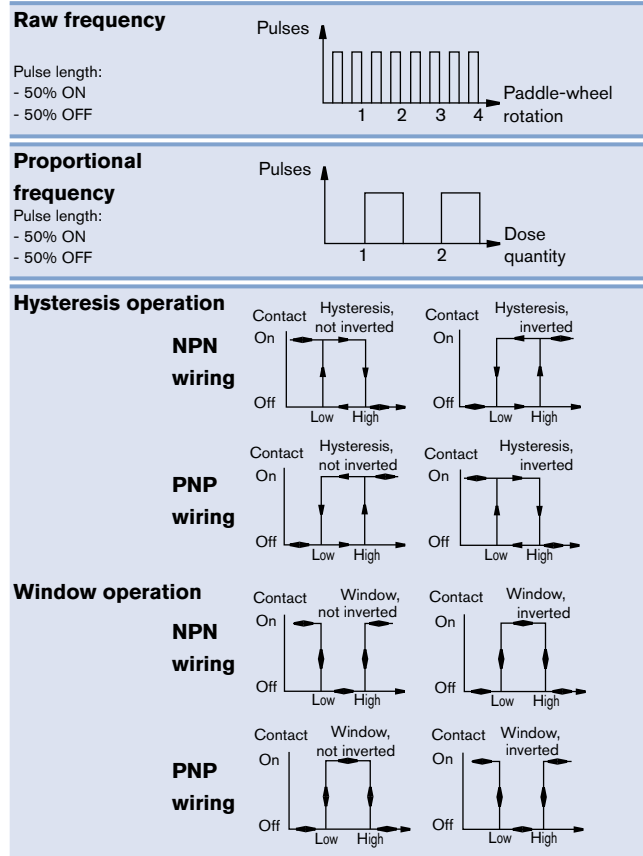 Raw frequency
Pulse length:
- 50% ON
- 50% OFF
Pulses
1 2 3 4
Paddle-wheel
rotation
Proportional
frequency
Pulse length:
- 50% ON
- 50% OFF
Pulses
1 2
Dose
quantity
Hysteresis operation
NPN
wiring
Contact
Hysteresis,
not inverted
On
Off
Low High
Contact
Hysteresis,
inverted
On
Off
Low High
PNP
wiring
Contact
Hysteresis,
not inverted
On
Off
Low High
Contact
Hysteresis,
inverted
On
Off
Low High
Window operation
NPN
wiring
Contact
Window,
not inverted
On
Off
Low High
Contact
Window,
inverted
On
Off
Low High
PNP
wiring
Contact
Window,
not inverted
On
Off
Low High
Contact
Window,
inverted
On
Off
Low High